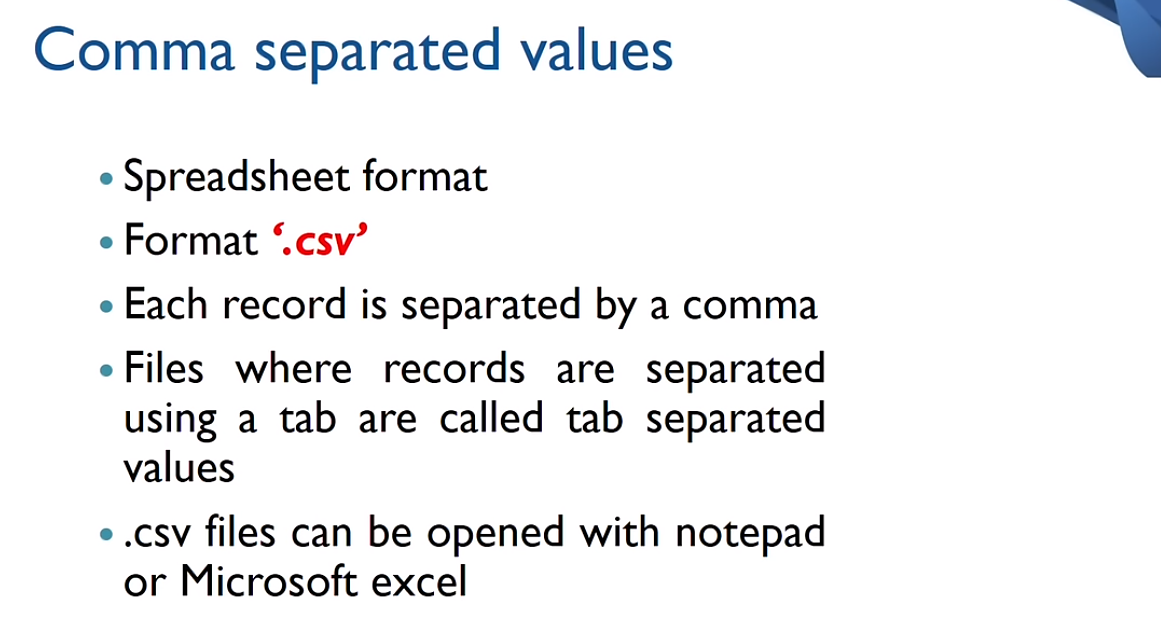 Comma separated values
• Spreadsheet format
• Format ‘.csv’
• Each record is separated by a comma
• Files where records are separated
using a tab are called tab separated
values
• .csv files can be opened with notepad
or Microsoft excel